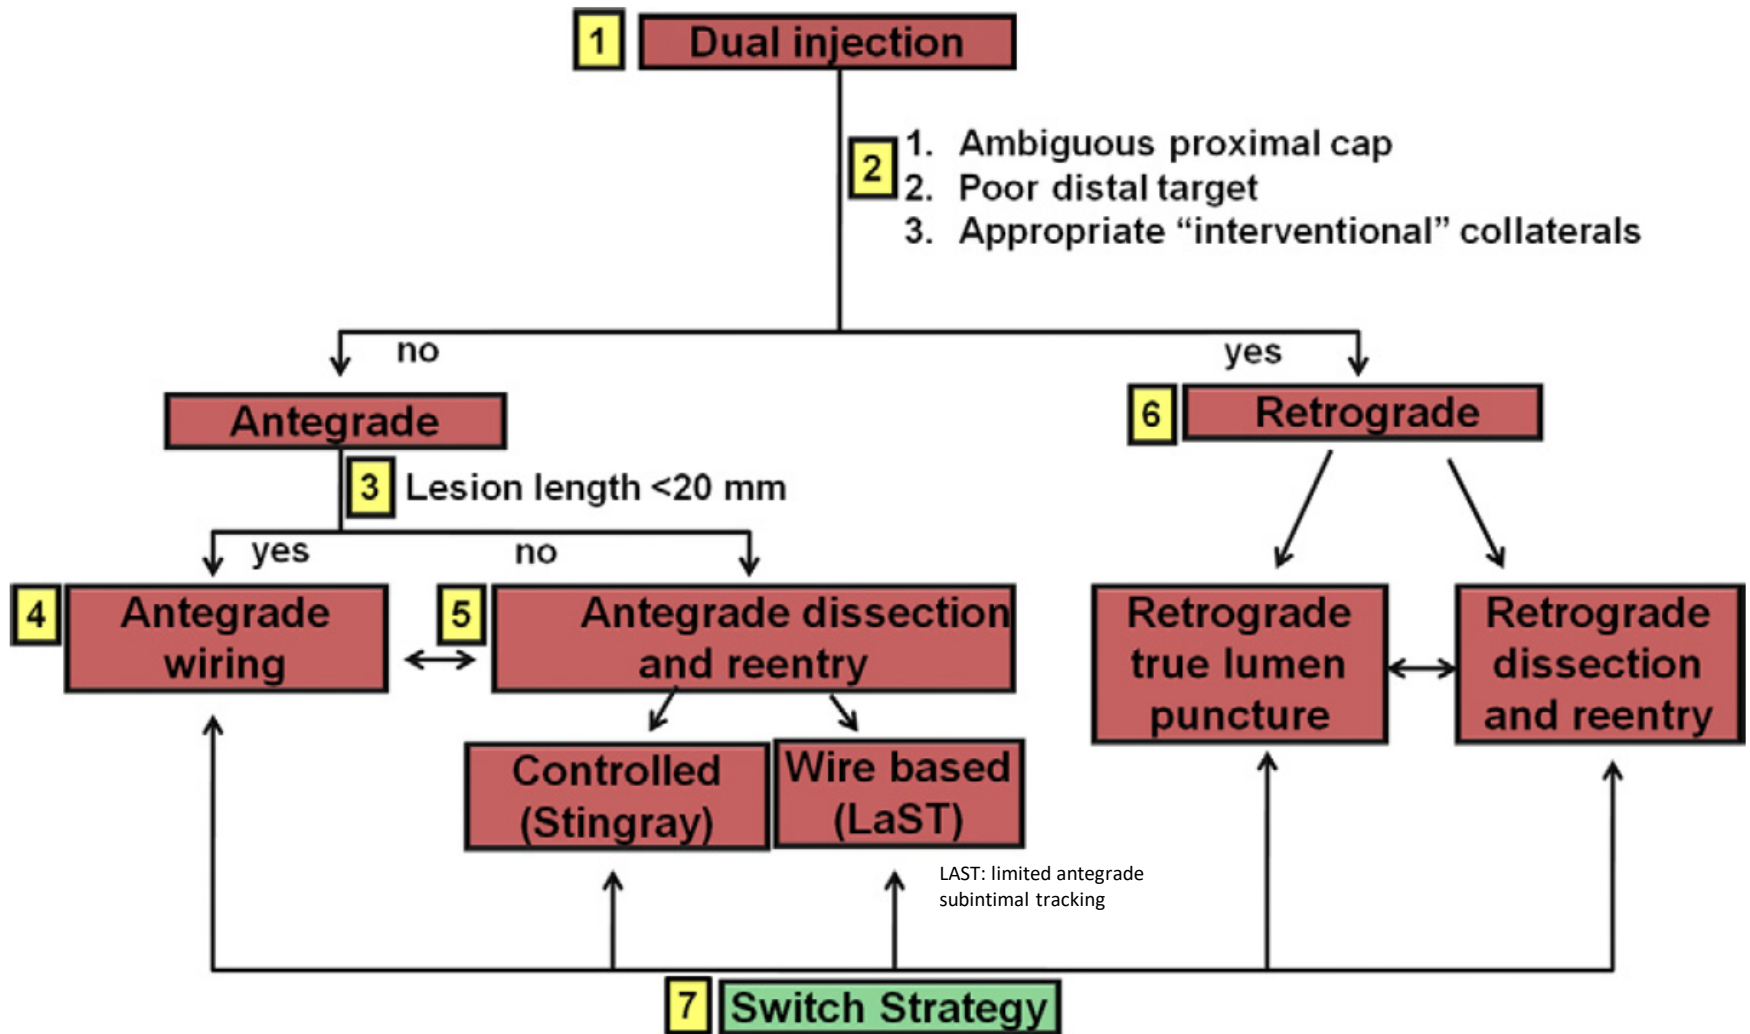 1 Dual injection
2
1. Ambiguous proximal cap
2. Poor distal target
3. Appropriate “interventional” collaterals
no
yes
Antegrade
6 Retrograde
3 Lesion length <20 mm
yes
no
4 Antegrade
wiring
5 Antegrade dissection
and reentry
Retrograde
true lumen
puncture
Retrograde
dissection
and reentry
Controlled
(Stingray)
Wire based
(LaST)
LAST: limited antegrade
subintimal tracking
7 Switch Strategy